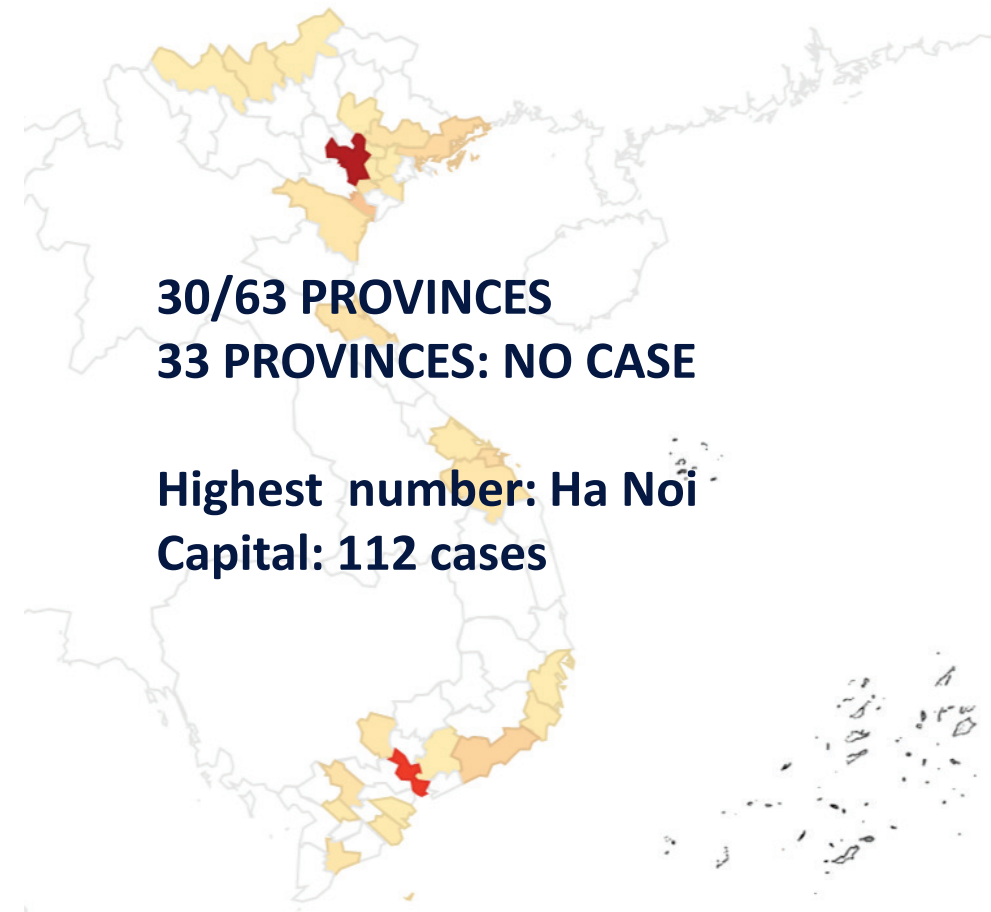 30/63 PROVINCES
33 PROVINCES: NO CASE
Highest number: Ha Noi
Capital: 112 cases